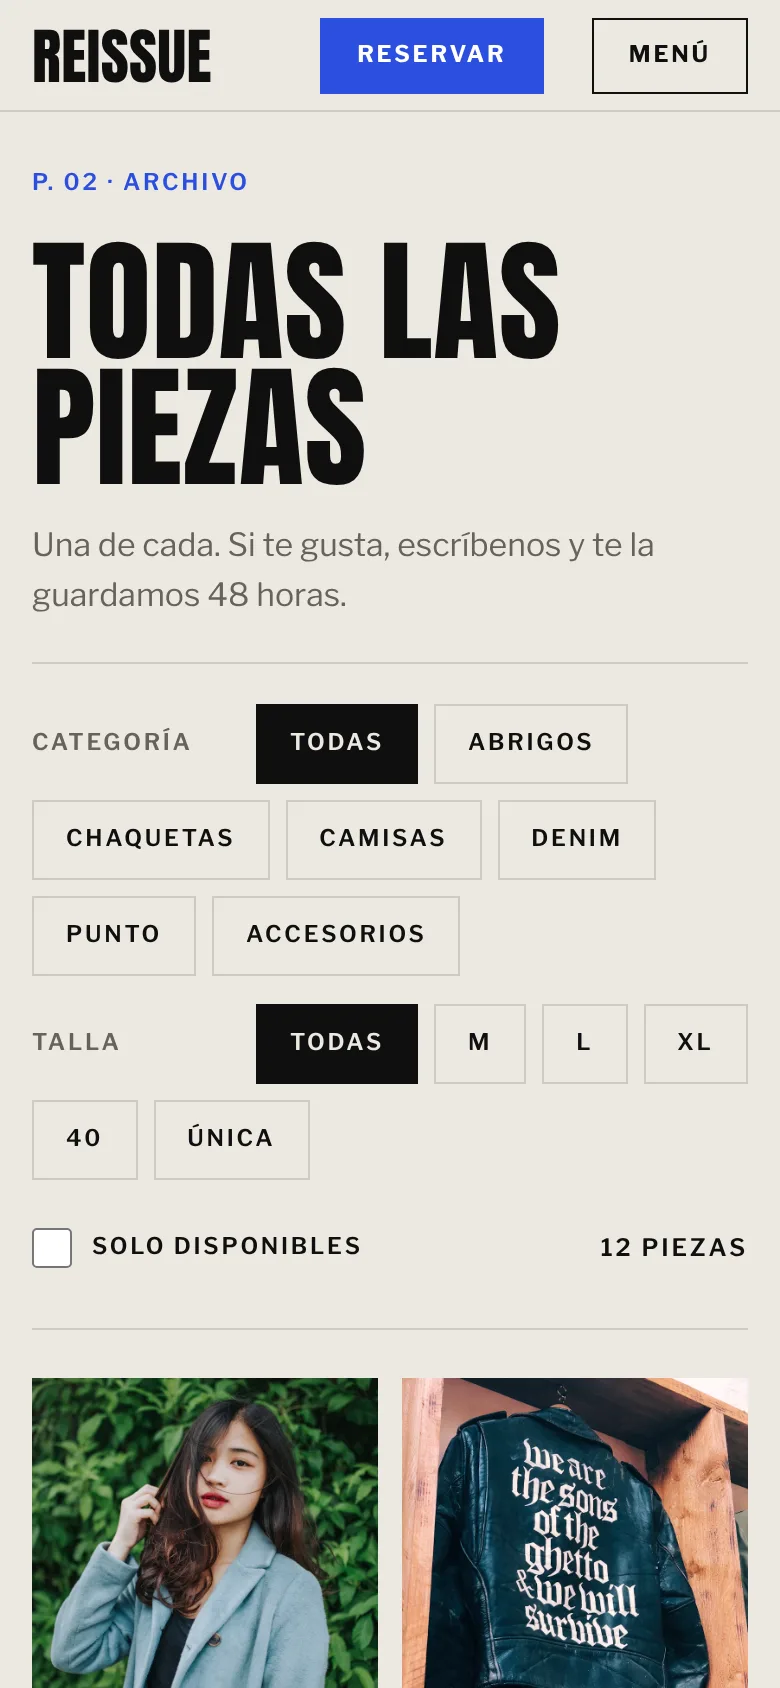 REISSUE
RESERVAR
MENÚ
P. 02 · ARCHIVO
TODAS LAS
PIEZAS
Una de cada. Si te gusta, escríbenos y te la
guardamos 48 horas.
CATEGORÍA TODAS ABRIGOS
CHAQUETAS CAMISAS DENIM
PUNTO ACCESORIOS
TALLA TODAS M L XL
40 ÚNICA
SOLO DISPONIBLES 12 PIEZAS
we are
the sons
of the
ghetto
& we will
survive